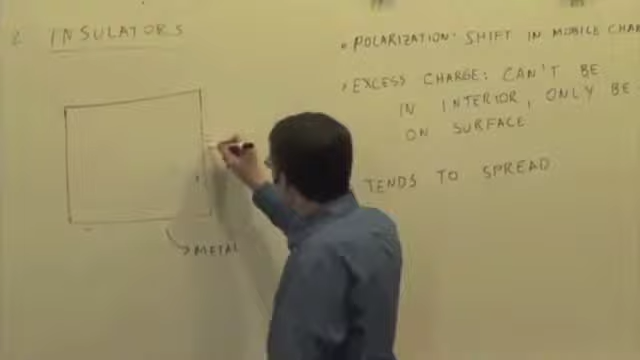 2 INSULATORS
• POLARIZATION: SHIFT IN MOBILE CHAR
• EXCESS CHARGE: CAN'T BE
IN INTERIOR, ONLY BE
ON SURFACE
TENDS TO SPREAD
METAL